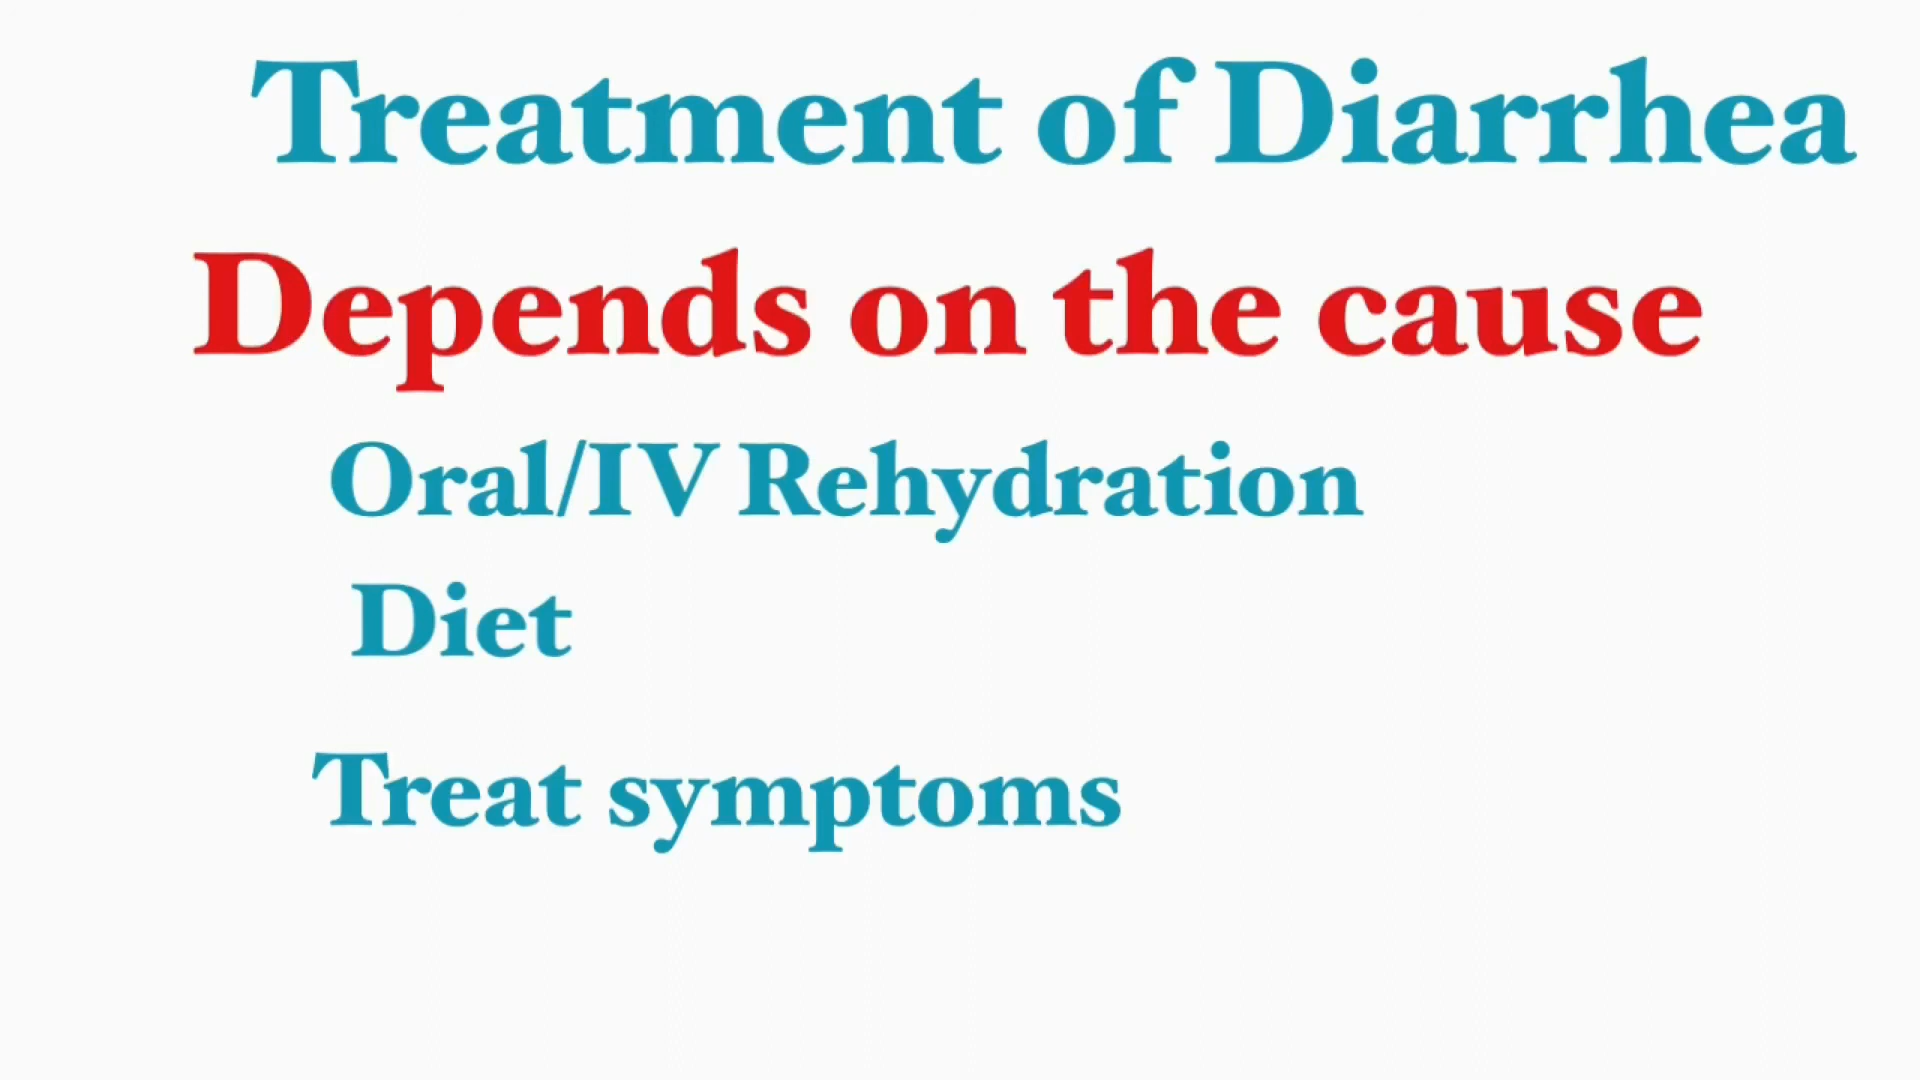 Treatment of Diarrhea
Depends on the cause
Oral/IV Rehydration
Diet
Treat symptoms